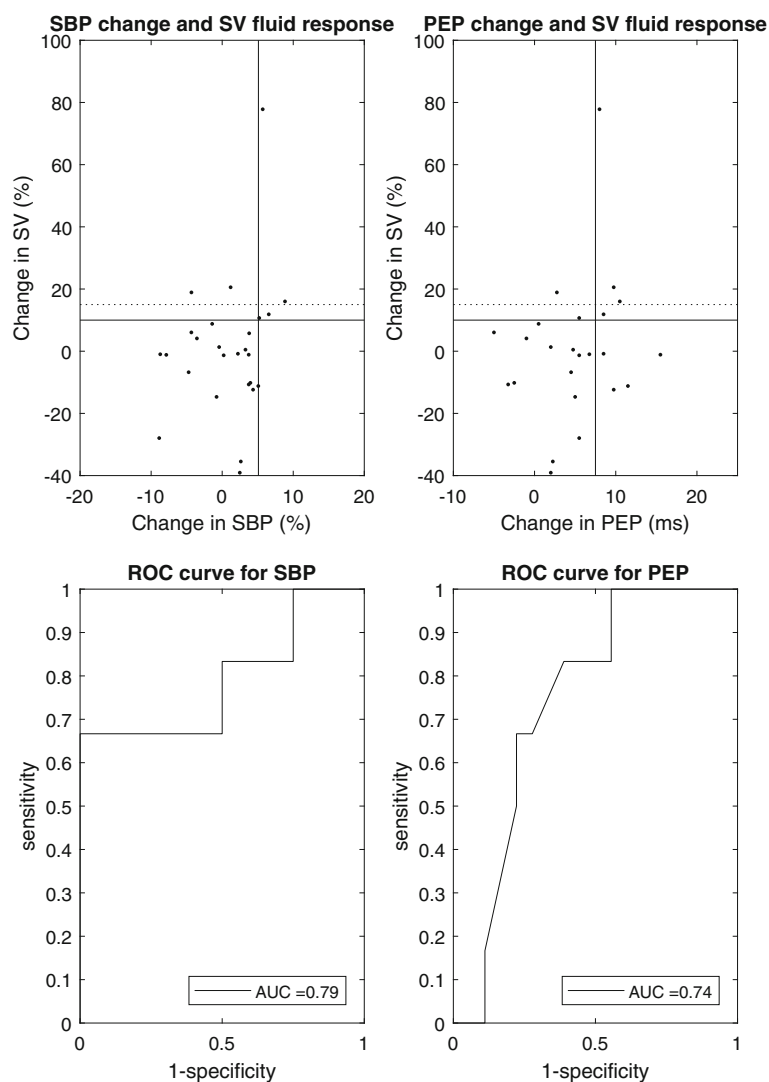 SBP change and SV fluid response
100
80
60
40
20
0
-20
-40
Change in SV (%)
-20 -10 0 10 20
Change in SBP (%)
PEP change and SV fluid response
100
80
60
40
20
0
-20
-40
Change in SV (%)
-10 0 10 20
Change in PEP (ms)
ROC curve for SBP
1
0.9
0.8
0.7
0.6
0.5
0.4
0.3
0.2
0.1
0
sensitivity
AUC =0.79
0 0.5 1
1-specificity
ROC curve for PEP
1
0.9
0.8
0.7
0.6
0.5
0.4
0.3
0.2
0.1
0
sensitivity
AUC =0.74
0 0.5 1
1-specificity